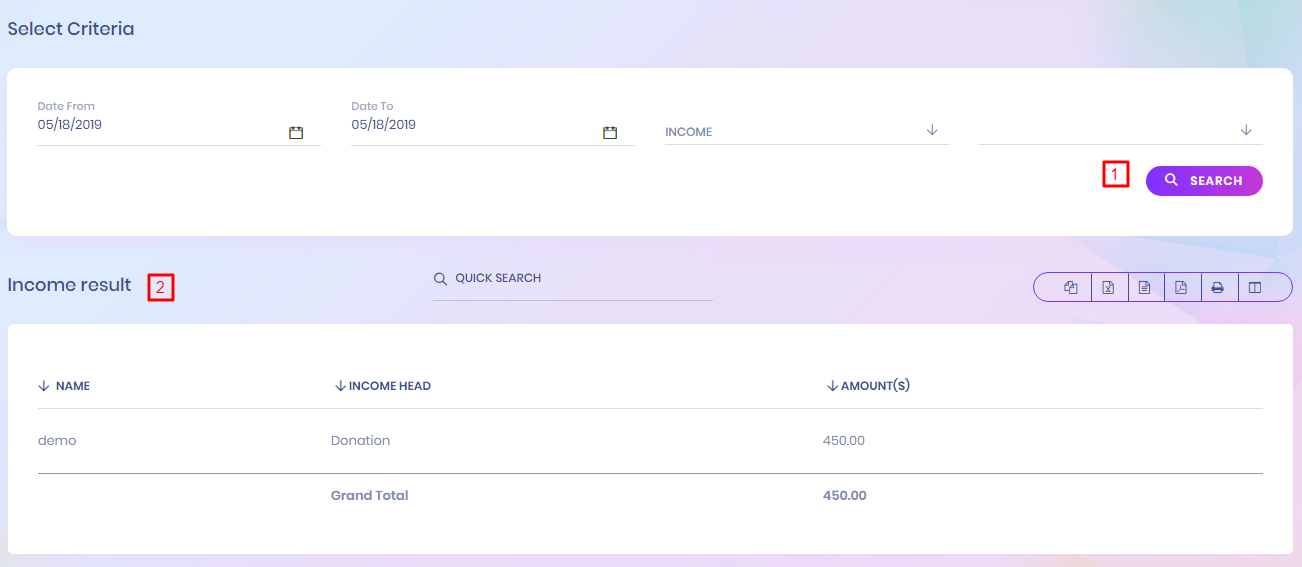 Select Criteria
Date From
Date To
05/18/2019
05/18/2019
INCOME
1
SEARCH
Income result
2
QUICK SEARCH
NAME
INCOME HEAD
AMOUNT($)
demo
Donation
450.00
Grand Total
450.00